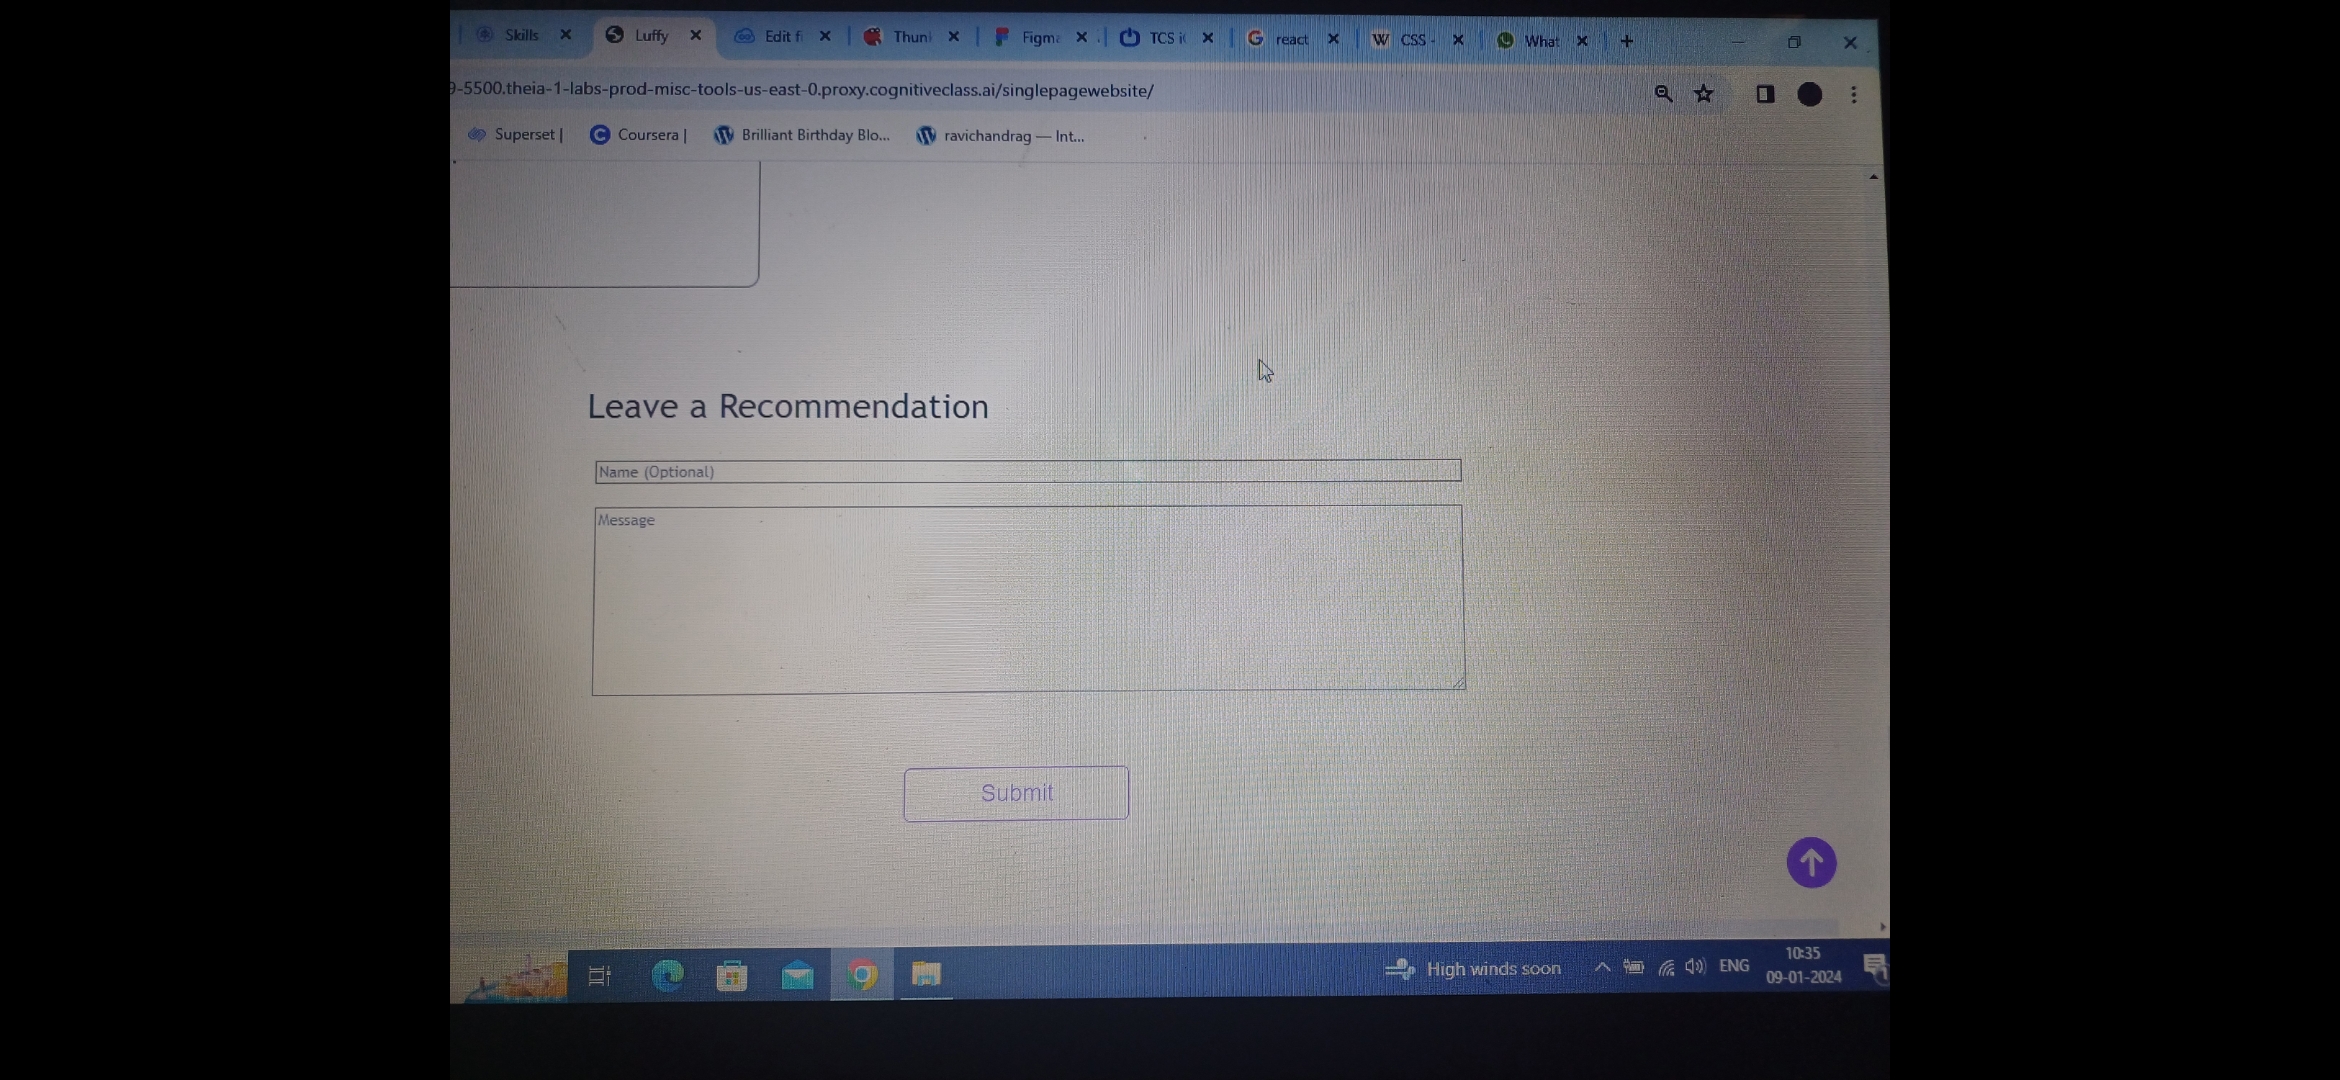 Skills
Luffy
Edit f
Thun
Figma
TCS i
react
W CSS -
What
9-5500.theia-1-labs-prod-misc-tools-us-east-0.proxy.cognitiveclass.ai/singlepagewebsite/
Superset |
Coursera |
Brilliant Birthday Blo...
ravichandrag — Int...
Leave a Recommendation
Name (Optional)
Message
Submit
High winds soon
ENG
10:35
09-01-2024
1